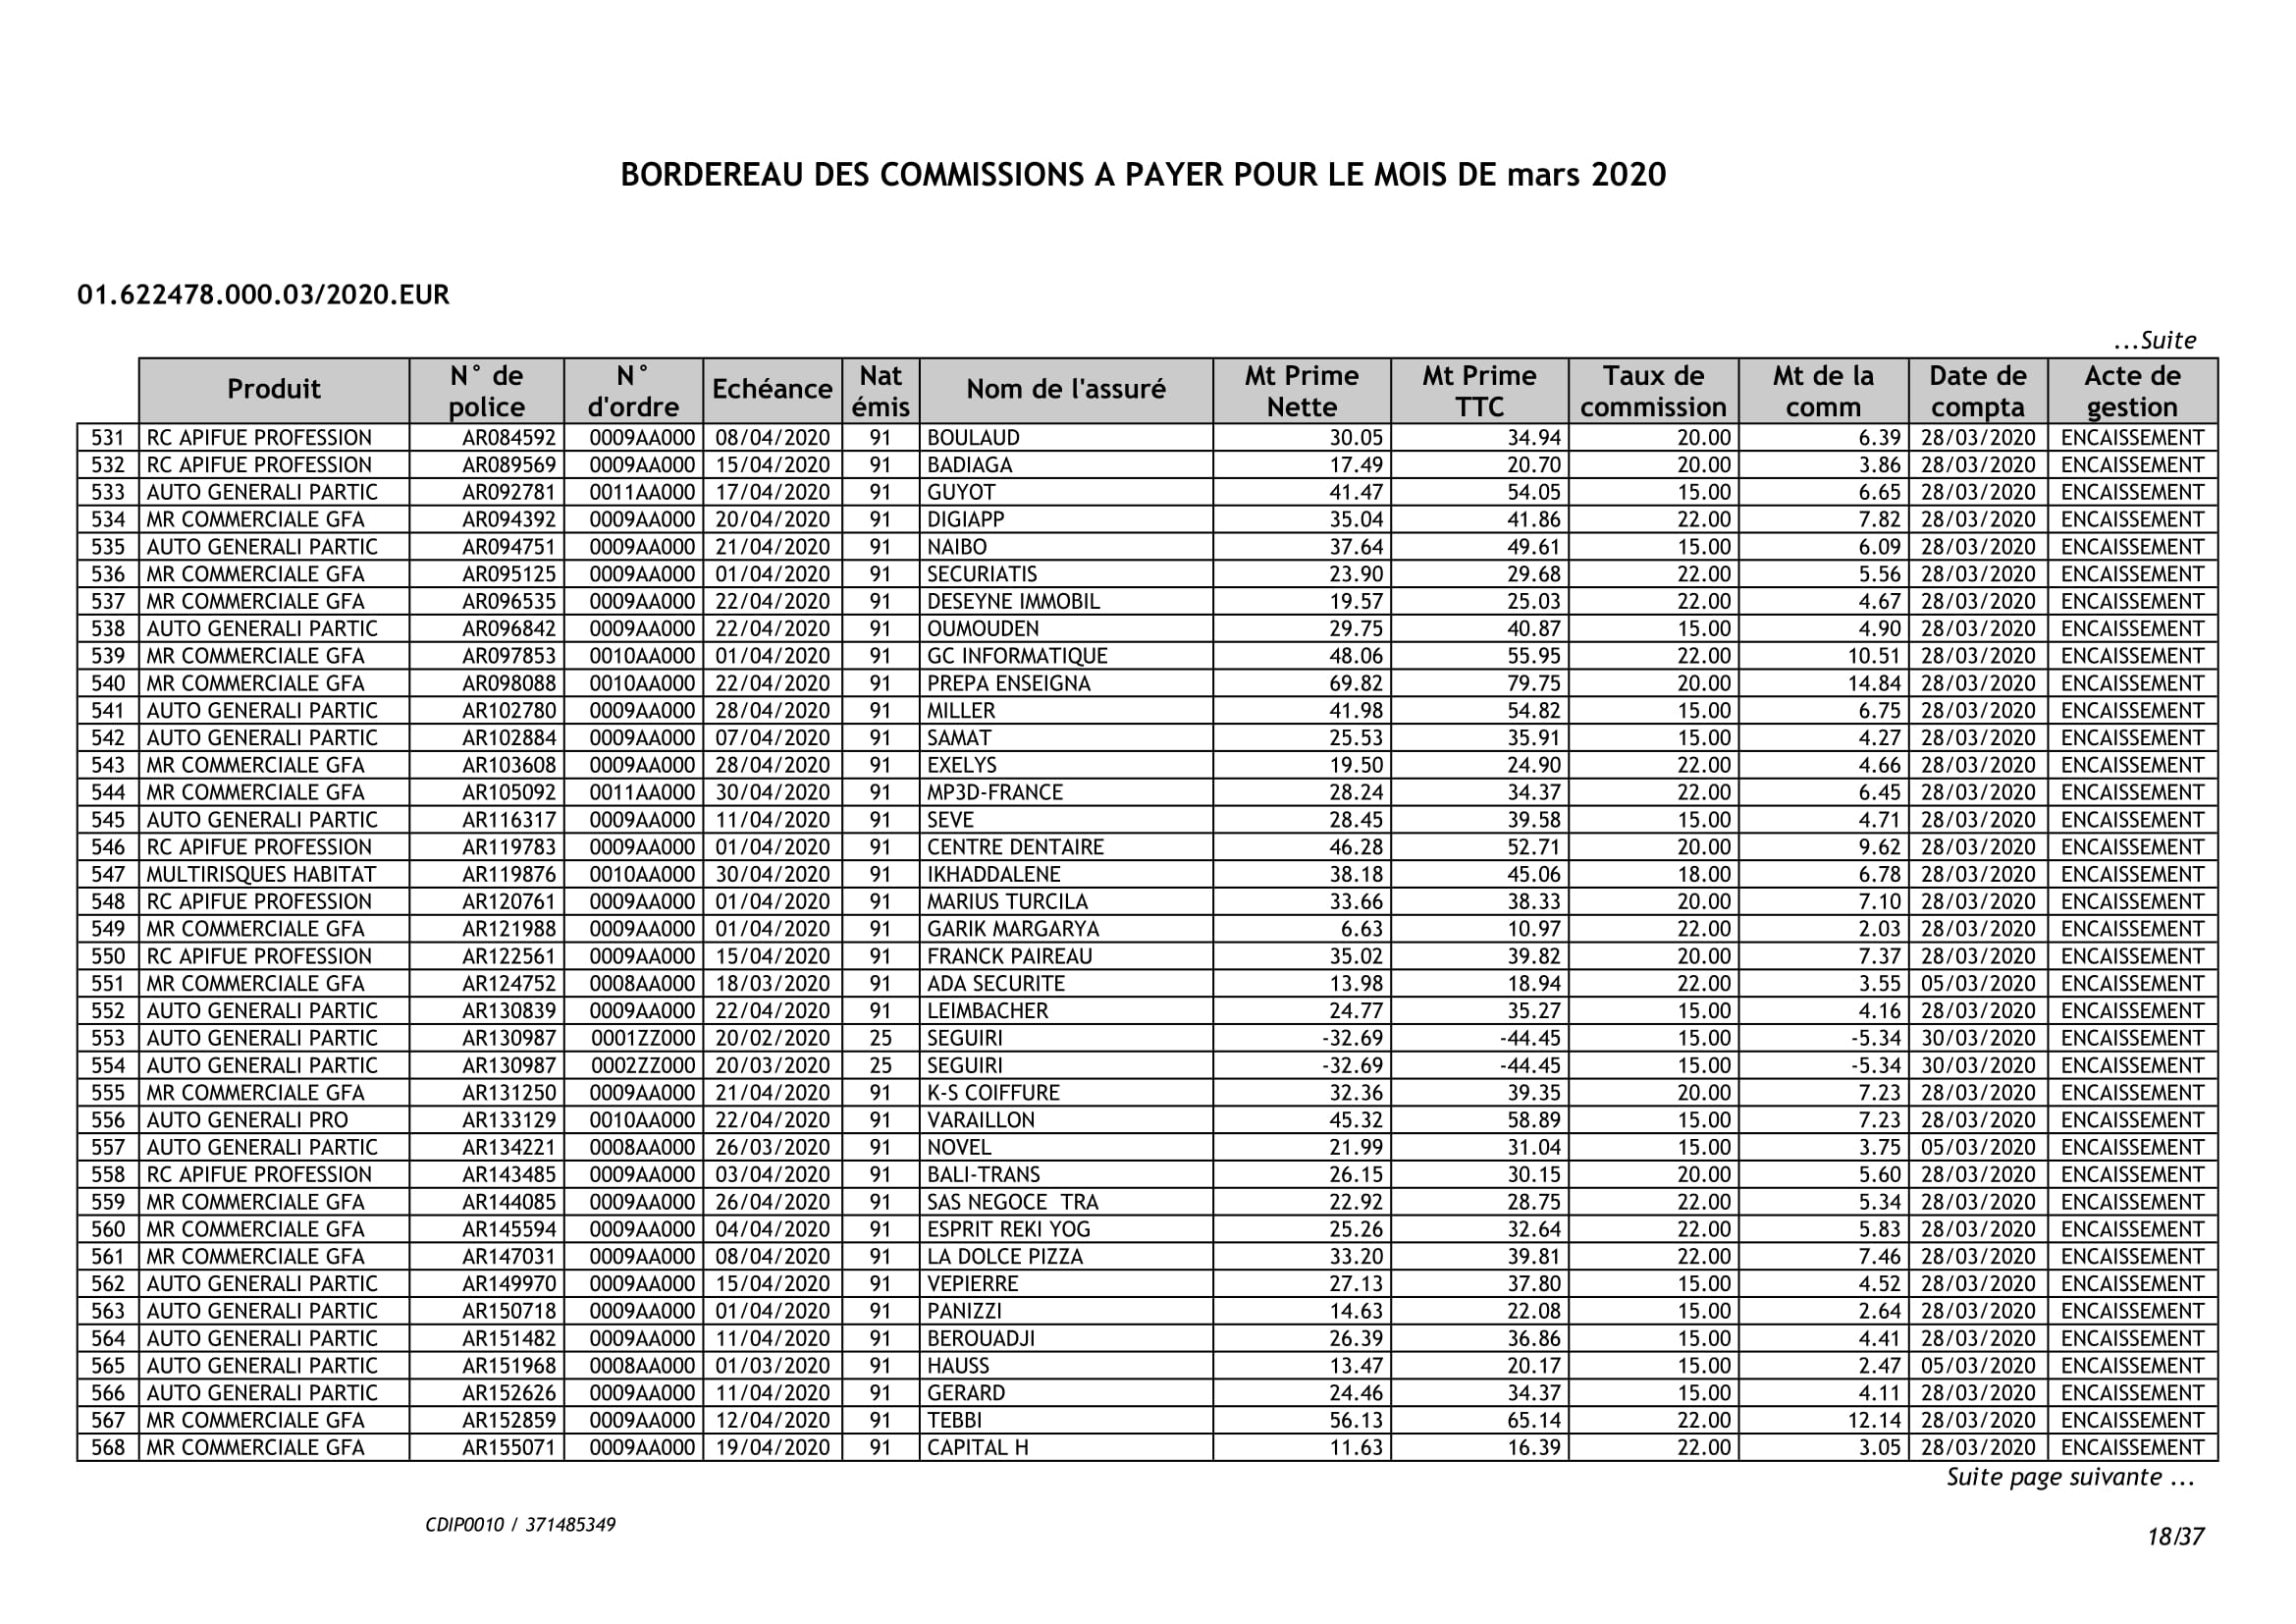 BORDEREAU DES COMMISSIONS A PAYER POUR LE MOIS DE mars 2020
01.622478.000.03/2020.EUR
...Suite
Produit N° de police N° d'ordre Echéance Nat émis Nom de l'assuré Mt Prime Nette Mt Prime TTC Taux de commission Mt de la comm Date de compta Acte de gestion
531 RC APIFUE PROFESSION AR084592 0009AA000 08/04/2020 91 BOULAUD 30.05 34.94 20.00 6.39 28/03/2020 ENCAISSEMENT
532 RC APIFUE PROFESSION AR089569 0009AA000 15/04/2020 91 BADIAGA 17.49 20.70 20.00 3.86 28/03/2020 ENCAISSEMENT
533 AUTO GENERALI PARTIC AR092781 0011AA000 17/04/2020 91 GUYOT 41.47 54.05 15.00 6.65 28/03/2020 ENCAISSEMENT
534 MR COMMERCIALE GFA AR094392 0009AA000 20/04/2020 91 DIGIAPP 35.04 41.86 22.00 7.82 28/03/2020 ENCAISSEMENT
535 AUTO GENERALI PARTIC AR094751 0009AA000 21/04/2020 91 NAIBO 37.64 49.61 15.00 6.09 28/03/2020 ENCAISSEMENT
536 MR COMMERCIALE GFA AR095125 0009AA000 01/04/2020 91 SECURIATIS 23.90 29.68 22.00 5.56 28/03/2020 ENCAISSEMENT
537 MR COMMERCIALE GFA AR096535 0009AA000 22/04/2020 91 DESEYNE IMMOBIL 19.57 25.03 22.00 4.67 28/03/2020 ENCAISSEMENT
538 AUTO GENERALI PARTIC AR096842 0009AA000 22/04/2020 91 OUMOUDEN 29.75 40.87 15.00 4.90 28/03/2020 ENCAISSEMENT
539 MR COMMERCIALE GFA AR097853 0010AA000 01/04/2020 91 GC INFORMATIQUE 48.06 55.95 22.00 10.51 28/03/2020 ENCAISSEMENT
540 MR COMMERCIALE GFA AR098088 0010AA000 22/04/2020 91 PREPA ENSEIGNA 69.82 79.75 20.00 14.84 28/03/2020 ENCAISSEMENT
541 AUTO GENERALI PARTIC AR102780 0009AA000 28/04/2020 91 MILLER 41.98 54.82 15.00 6.75 28/03/2020 ENCAISSEMENT
542 AUTO GENERALI PARTIC AR102884 0009AA000 07/04/2020 91 SAMAT 25.53 35.91 15.00 4.27 28/03/2020 ENCAISSEMENT
543 MR COMMERCIALE GFA AR103608 0009AA000 28/04/2020 91 EXELYS 19.50 24.90 22.00 4.66 28/03/2020 ENCAISSEMENT
544 MR COMMERCIALE GFA AR105092 0011AA000 30/04/2020 91 MP3D-FRANCE 28.24 34.37 22.00 6.45 28/03/2020 ENCAISSEMENT
545 AUTO GENERALI PARTIC AR116317 0009AA000 11/04/2020 91 SEVE 28.45 39.58 15.00 4.71 28/03/2020 ENCAISSEMENT
546 RC APIFUE PROFESSION AR119783 0009AA000 01/04/2020 91 CENTRE DENTAIRE 46.28 52.71 20.00 9.62 28/03/2020 ENCAISSEMENT
547 MULTIRISQUES HABITAT AR119876 0010AA000 30/04/2020 91 IKHADDALENE 38.18 45.06 18.00 6.78 28/03/2020 ENCAISSEMENT
548 RC APIFUE PROFESSION AR120761 0009AA000 01/04/2020 91 MARIUS TURCILA 33.66 38.33 20.00 7.10 28/03/2020 ENCAISSEMENT
549 MR COMMERCIALE GFA AR121988 0009AA000 01/04/2020 91 GARIK MARGARYA 6.63 10.97 22.00 2.03 28/03/2020 ENCAISSEMENT
550 RC APIFUE PROFESSION AR122561 0009AA000 15/04/2020 91 FRANCK PAIREAU 35.02 39.82 20.00 7.37 28/03/2020 ENCAISSEMENT
551 MR COMMERCIALE GFA AR124752 0008AA000 18/03/2020 91 ADA SECURITE 13.98 18.94 22.00 3.55 05/03/2020 ENCAISSEMENT
552 AUTO GENERALI PARTIC AR130839 0009AA000 22/04/2020 91 LEIMBACHER 24.77 35.27 15.00 4.16 28/03/2020 ENCAISSEMENT
553 AUTO GENERALI PARTIC AR130987 0001ZZ000 20/02/2020 25 SEGUIRI -32.69 -44.45 15.00 -5.34 30/03/2020 ENCAISSEMENT
554 AUTO GENERALI PARTIC AR130987 0002ZZ000 20/03/2020 25 SEGUIRI -32.69 -44.45 15.00 -5.34 30/03/2020 ENCAISSEMENT
555 MR COMMERCIALE GFA AR131250 0009AA000 21/04/2020 91 K-S COIFFURE 32.36 39.35 20.00 7.23 28/03/2020 ENCAISSEMENT
556 AUTO GENERALI PRO AR133129 0010AA000 22/04/2020 91 VARAILLON 45.32 58.89 15.00 7.23 28/03/2020 ENCAISSEMENT
557 AUTO GENERALI PARTIC AR134221 0008AA000 26/03/2020 91 NOVEL 21.99 31.04 15.00 3.75 05/03/2020 ENCAISSEMENT
558 RC APIFUE PROFESSION AR143485 0009AA000 03/04/2020 91 BALI-TRANS 26.15 30.15 20.00 5.60 28/03/2020 ENCAISSEMENT
559 MR COMMERCIALE GFA AR144085 0009AA000 26/04/2020 91 SAS NEGOCE  TRA 22.92 28.75 22.00 5.34 28/03/2020 ENCAISSEMENT
560 MR COMMERCIALE GFA AR145594 0009AA000 04/04/2020 91 ESPRIT REKI YOG 25.26 32.64 22.00 5.83 28/03/2020 ENCAISSEMENT
561 MR COMMERCIALE GFA AR147031 0009AA000 08/04/2020 91 LA DOLCE PIZZA 33.20 39.81 22.00 7.46 28/03/2020 ENCAISSEMENT
562 AUTO GENERALI PARTIC AR149970 0009AA000 15/04/2020 91 VEPIERRE 27.13 37.80 15.00 4.52 28/03/2020 ENCAISSEMENT
563 AUTO GENERALI PARTIC AR150718 0009AA000 01/04/2020 91 PANIZZI 14.63 22.08 15.00 2.64 28/03/2020 ENCAISSEMENT
564 AUTO GENERALI PARTIC AR151482 0009AA000 11/04/2020 91 BEROUADJI 26.39 36.86 15.00 4.41 28/03/2020 ENCAISSEMENT
565 AUTO GENERALI PARTIC AR151968 0008AA000 01/03/2020 91 HAUSS 13.47 20.17 15.00 2.47 05/03/2020 ENCAISSEMENT
566 AUTO GENERALI PARTIC AR152626 0009AA000 11/04/2020 91 GERARD 24.46 34.37 15.00 4.11 28/03/2020 ENCAISSEMENT
567 MR COMMERCIALE GFA AR152859 0009AA000 12/04/2020 91 TEBBI 56.13 65.14 22.00 12.14 28/03/2020 ENCAISSEMENT
568 MR COMMERCIALE GFA AR155071 0009AA000 19/04/2020 91 CAPITAL H 11.63 16.39 22.00 3.05 28/03/2020 ENCAISSEMENT
Suite page suivante ...
CDIP0010 / 371485349
18/37